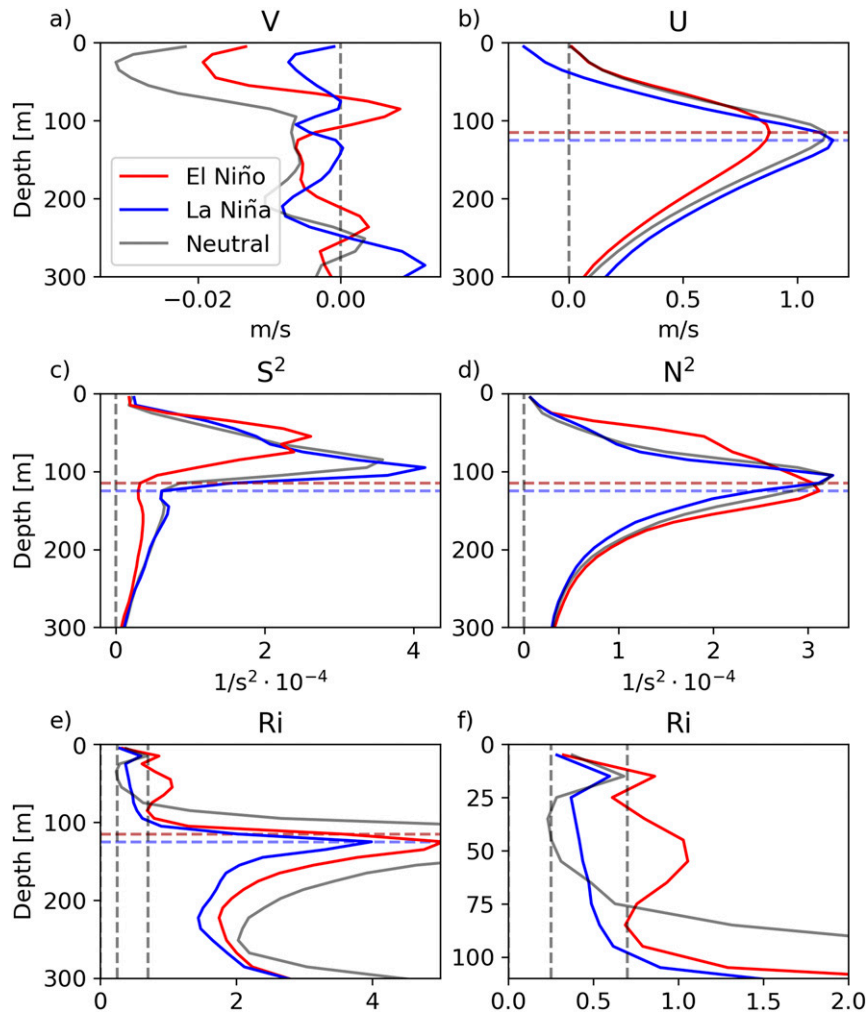 a) V
b) U
0
100
200
300
Depth [m]
El Niño
La Niña
Neutral
−0.02
0.00
m/s
0
100
200
300
0.0
0.5
1.0
m/s
c) S²
d) N²
0
100
200
300
Depth [m]
0
2
4
1/s² · 10⁻⁴
0
100
200
300
0
1
2
3
1/s² · 10⁻⁴
e) Ri
f) Ri
0
100
200
300
Depth [m]
0
2
4
0
25
50
75
100
0.0
0.5
1.0
1.5
2.0